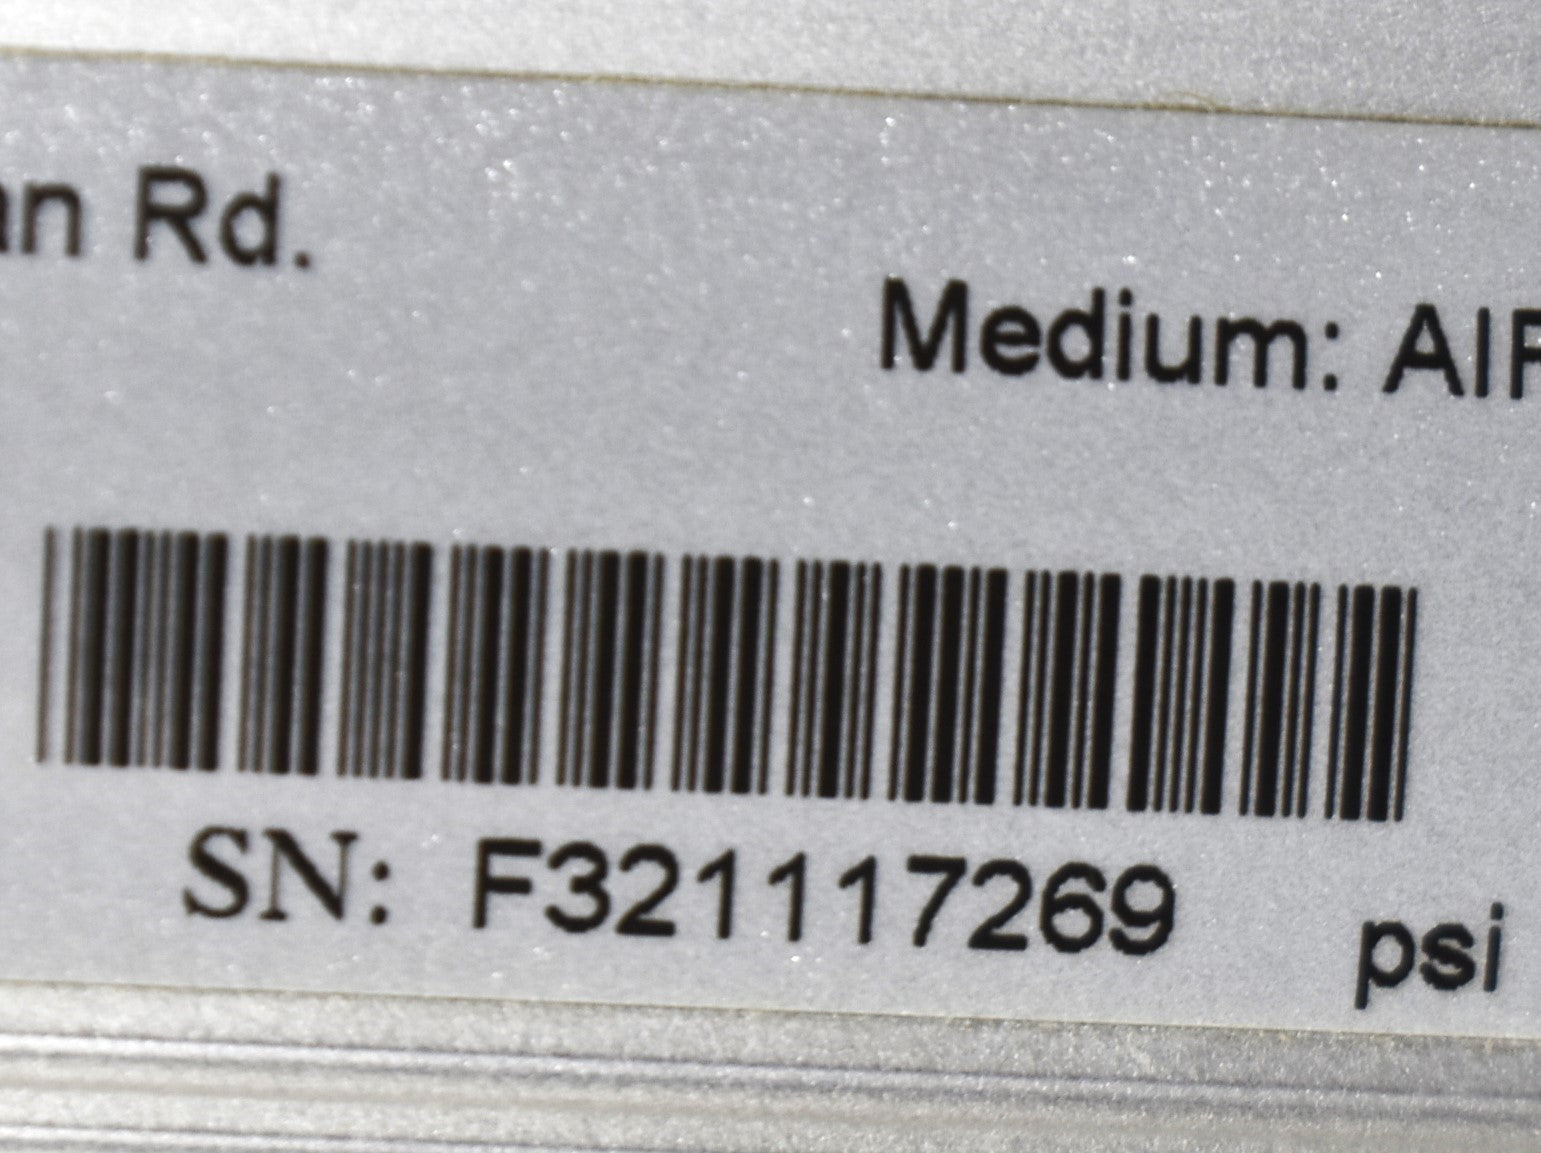 an Rd.
Medium: AIR
SN: F321117269
psi